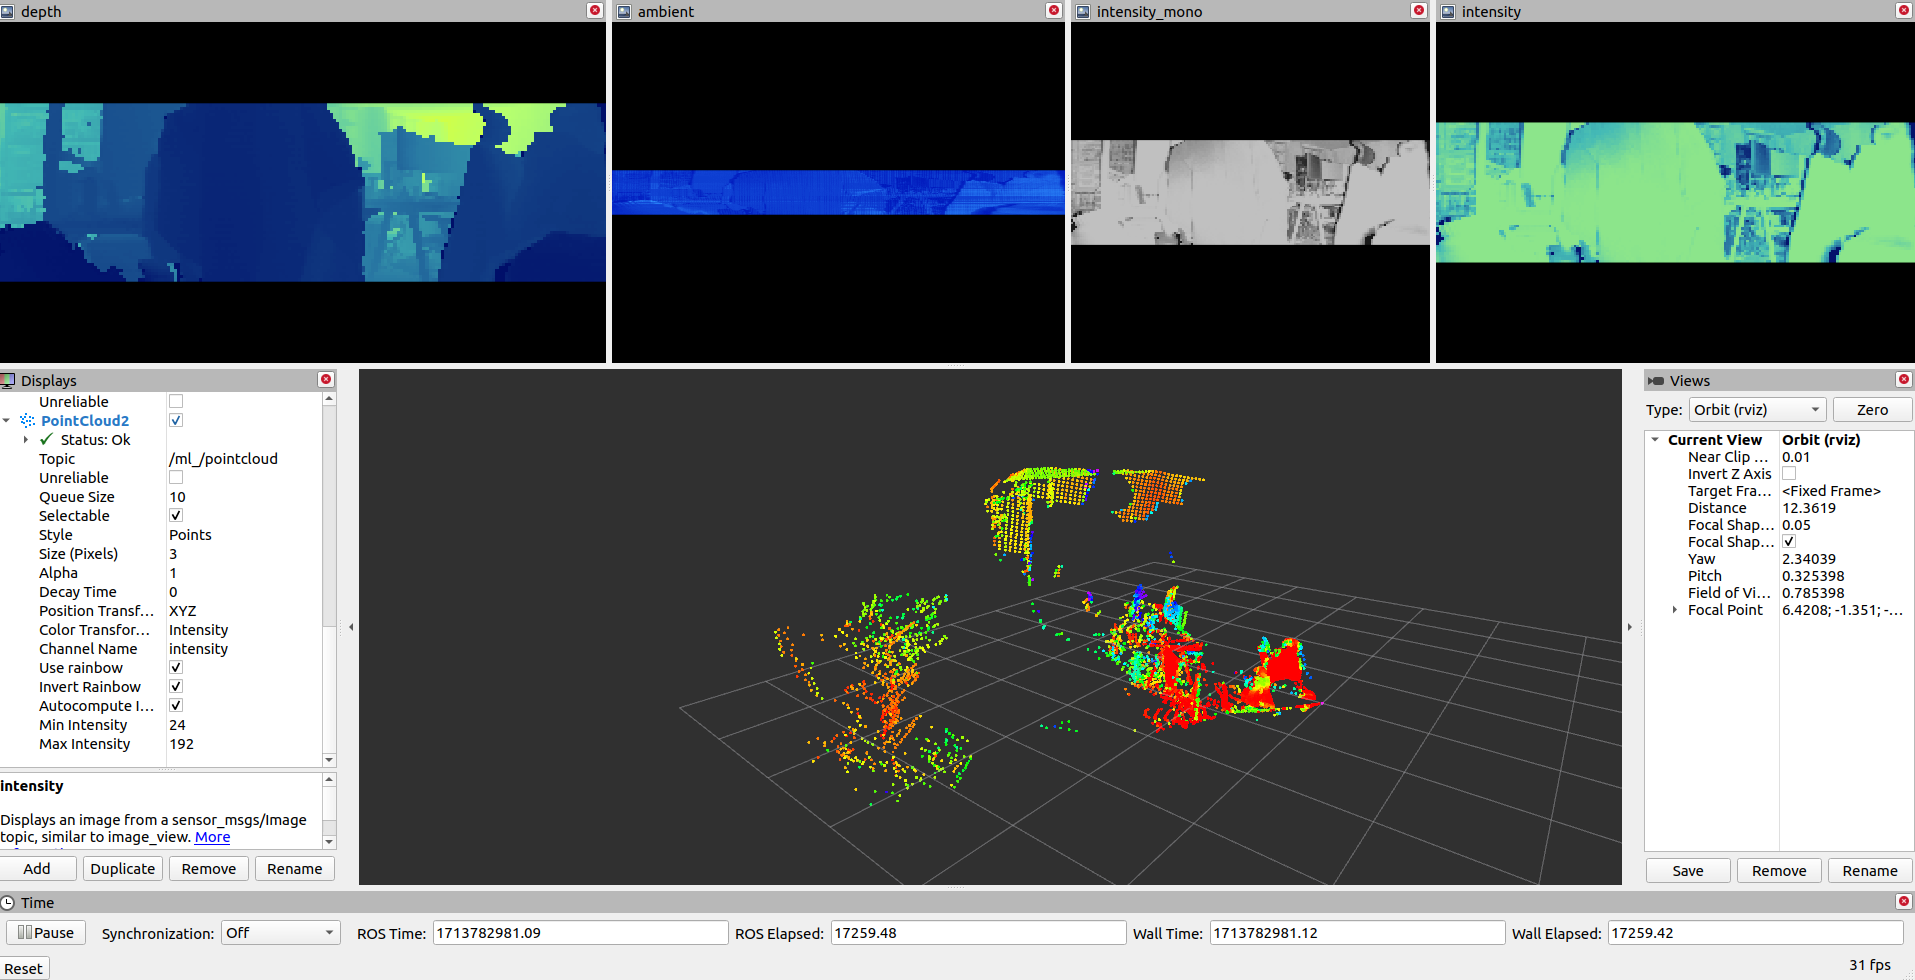 depth
ambient
intensity_mono
intensity
Displays
Unreliable
PointCloud2
Status: Ok
Topic /ml_/pointcloud
Unreliable
Queue Size 10
Selectable
Style Points
Size (Pixels) 3
Alpha 1
Decay Time 0
Position Transf... XYZ
Color Transfor... Intensity
Channel Name intensity
Use rainbow
Invert Rainbow
Autocompute I...
Min Intensity 24
Max Intensity 192
intensity
Displays an image from a sensor_msgs/Image
topic, similar to image_view. More
Add Duplicate Remove Rename
Views
Type: Orbit (rviz) Zero
Current View Orbit (rviz)
Near Clip ... 0.01
Invert Z Axis
Target Fra... <Fixed Frame>
Distance 12.3619
Focal Shap... 0.05
Focal Shap...
Yaw 2.34039
Pitch 0.325398
Field of Vi... 0.785398
Focal Point 6.4208; -1.351; -...
Save Remove Rename
Time
Pause Synchronization: Off ROS Time: 1713782981.09 ROS Elapsed: 17259.48 Wall Time: 1713782981.12 Wall Elapsed: 17259.42
Reset 31 fps